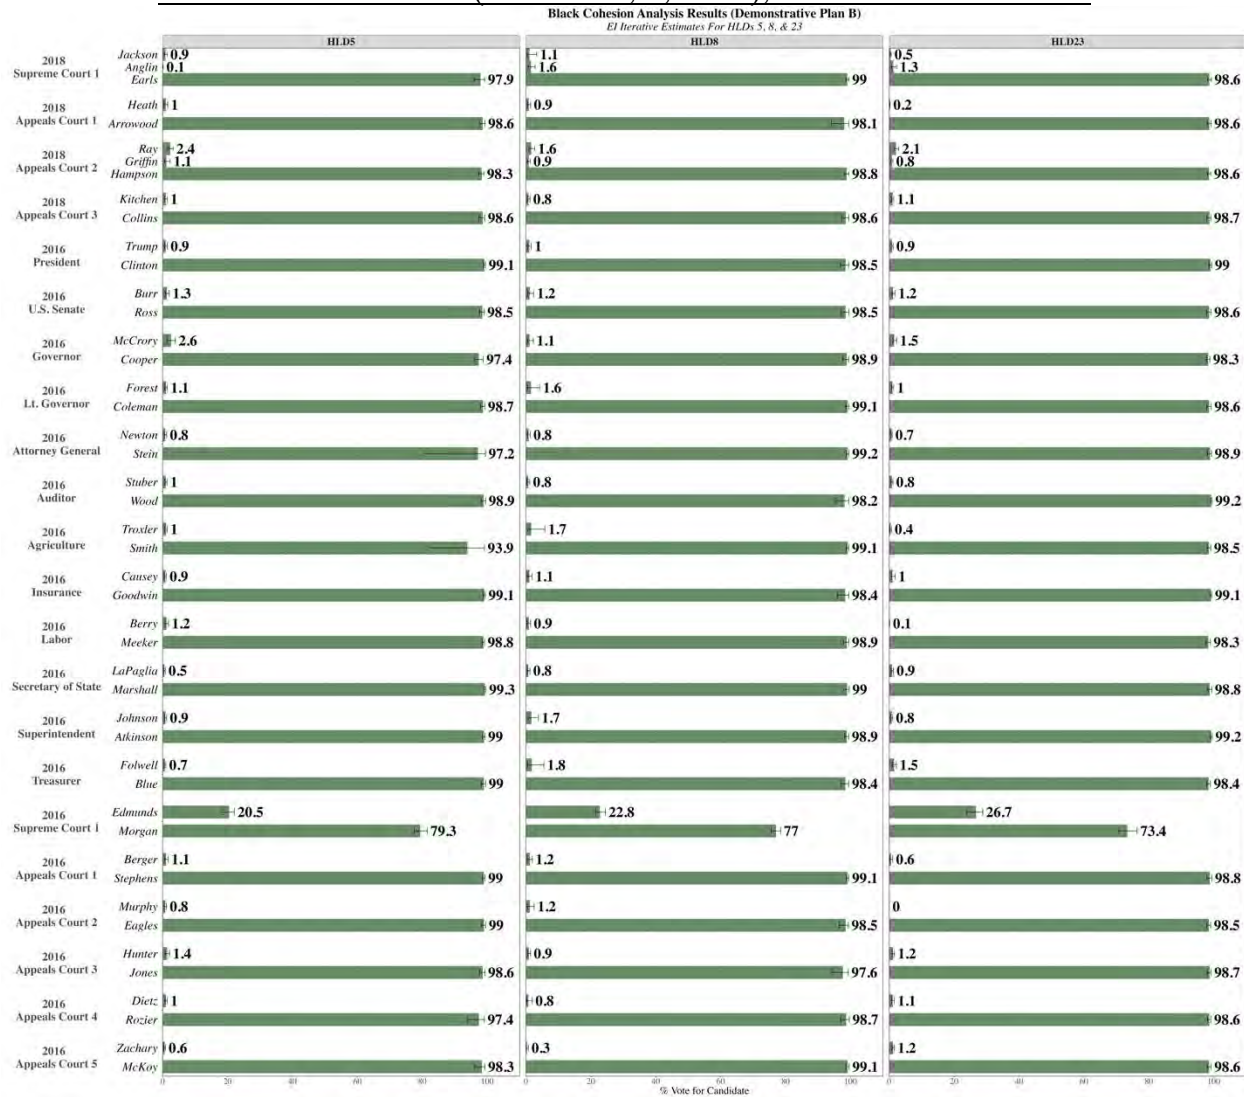 Black Cohesion Analysis Results (Demonstrative Plan B)
EI Iterative Estimates For HLDs 5, 8, & 23
HLD5 HLD8 HLD23
2018 Supreme Court 1
Jackson 0.9 1.1 0.5
Anglin 0.1 1.6 1.3
Earls 97.9 99 98.6
2018 Appeals Court 1
Heath 1 0.9 0.2
Arrowood 98.6 98.1 98.6
2018 Appeals Court 2
Ray 2.4 1.6 2.1
Griffin 1.1 0.9 0.8
Hampson 98.3 98.8 98.6
2018 Appeals Court 3
Kitchen 1 0.8 1.1
Collins 98.6 98.6 98.7
2016 President
Trump 0.9 1 0.9
Clinton 99.1 98.5 99
2016 U.S. Senate
Burr 1.3 1.2 1.2
Ross 98.5 98.5 98.6
2016 Governor
McCrory 2.6 1.1 1.5
Cooper 97.4 98.9 98.3
2016 Lt. Governor
Forest 1.1 1.6 1
Coleman 98.7 99.1 98.6
2016 Attorney General
Newton 0.8 0.8 0.7
Stein 97.2 99.2 98.9
2016 Auditor
Stuber 1 0.8 0.8
Wood 98.9 98.2 99.2
2016 Agriculture
Troxler 1 1.7 0.4
Smith 93.9 99.1 98.5
2016 Insurance
Causey 0.9 1.1 1
Goodwin 99.1 98.4 99.1
2016 Labor
Berry 1.2 0.9 0.1
Meeker 98.8 98.9 98.3
2016 Secretary of State
LaPaglia 0.5 0.8 0.9
Marshall 99.3 99 98.8
2016 Superintendent
Johnson 0.9 1.7 0.8
Atkinson 99 98.9 99.2
2016 Treasurer
Folwell 0.7 1.8 1.5
Blue 99 98.4 98.4
2016 Supreme Court 1
Edmunds 20.5 22.8 26.7
Morgan 79.3 77 73.4
2016 Appeals Court 1
Berger 1.1 1.2 0.6
Stephens 99 99.1 98.8
2016 Appeals Court 2
Murphy 0.8 1.2 0
Eagles 99 98.5 98.5
2016 Appeals Court 3
Hunter 1.4 0.9 1.2
Jones 98.6 97.6 98.7
2016 Appeals Court 4
Dietz 1 0.8 1.1
Rozier 97.4 98.7 98.6
2016 Appeals Court 5
Zachary 0.6 0.3 1.2
McKoy 98.3 99.1 98.6
0 20 40 60 80 100 0 20 40 60 80 100 0 20 40 60 80 100
% Vote for Candidate